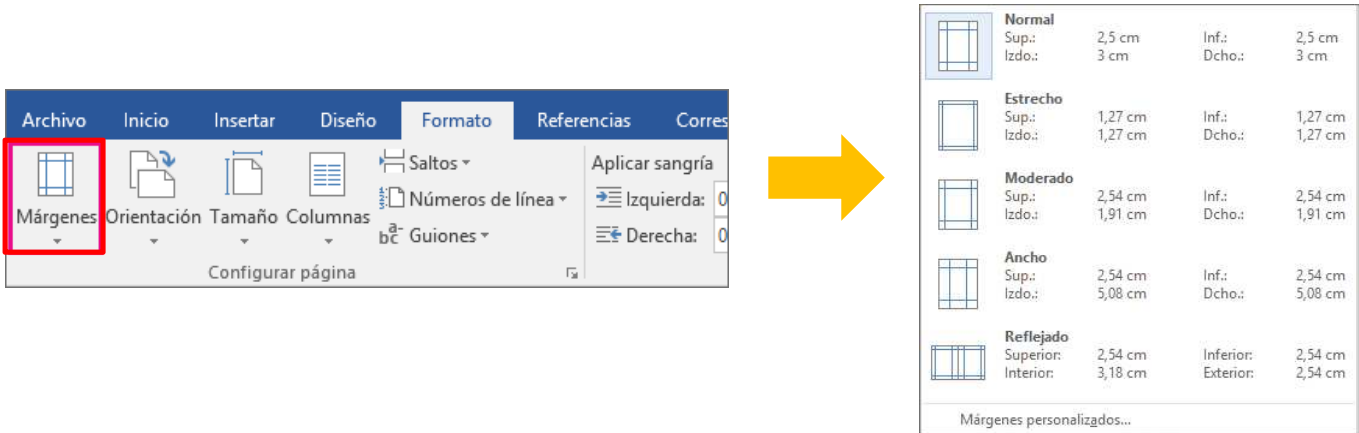 Archivo Inicio Insertar Diseño Formato Referencias Corres
Márgenes Orientación Tamaño Columnas
Saltos
Números de línea
Guiones
Configurar página
Aplicar sangría
Izquierda: 0
Derecha: 0
Normal
Sup.: 2,5 cm Inf.: 2,5 cm
Izdo.: 3 cm Dcho.: 3 cm
Estrecho
Sup.: 1,27 cm Inf.: 1,27 cm
Izdo.: 1,27 cm Dcho.: 1,27 cm
Moderado
Sup.: 2,54 cm Inf.: 2,54 cm
Izdo.: 1,91 cm Dcho.: 1,91 cm
Ancho
Sup.: 2,54 cm Inf.: 2,54 cm
Izdo.: 5,08 cm Dcho.: 5,08 cm
Reflejado
Superior: 2,54 cm Inferior: 2,54 cm
Interior: 3,18 cm Exterior: 2,54 cm
Márgenes personalizados...